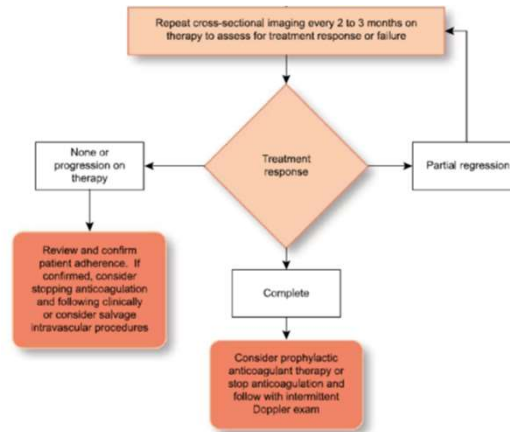 Repeat cross-sectional imaging every 2 to 3 months on
therapy to assess for treatment response or failure
None or
progression on
therapy
Treatment
response
Partial regression
Review and confirm
patient adherence. If
confirmed, consider
stopping anticoagulation
and following clinically
or consider salvage
intravascular procedures
Complete
Consider prophylactic
anticoagulant therapy or
stop anticoagulation and
follow with intermittent
Doppler exam